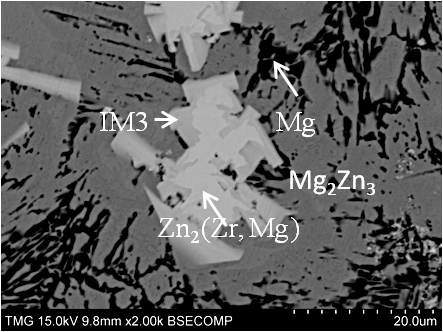 IM3
Mg
Mg2Zn3
Zn2(Zr, Mg)
TMG 15.0kV 9.8mm x2.00k BSECOMP 20.0um